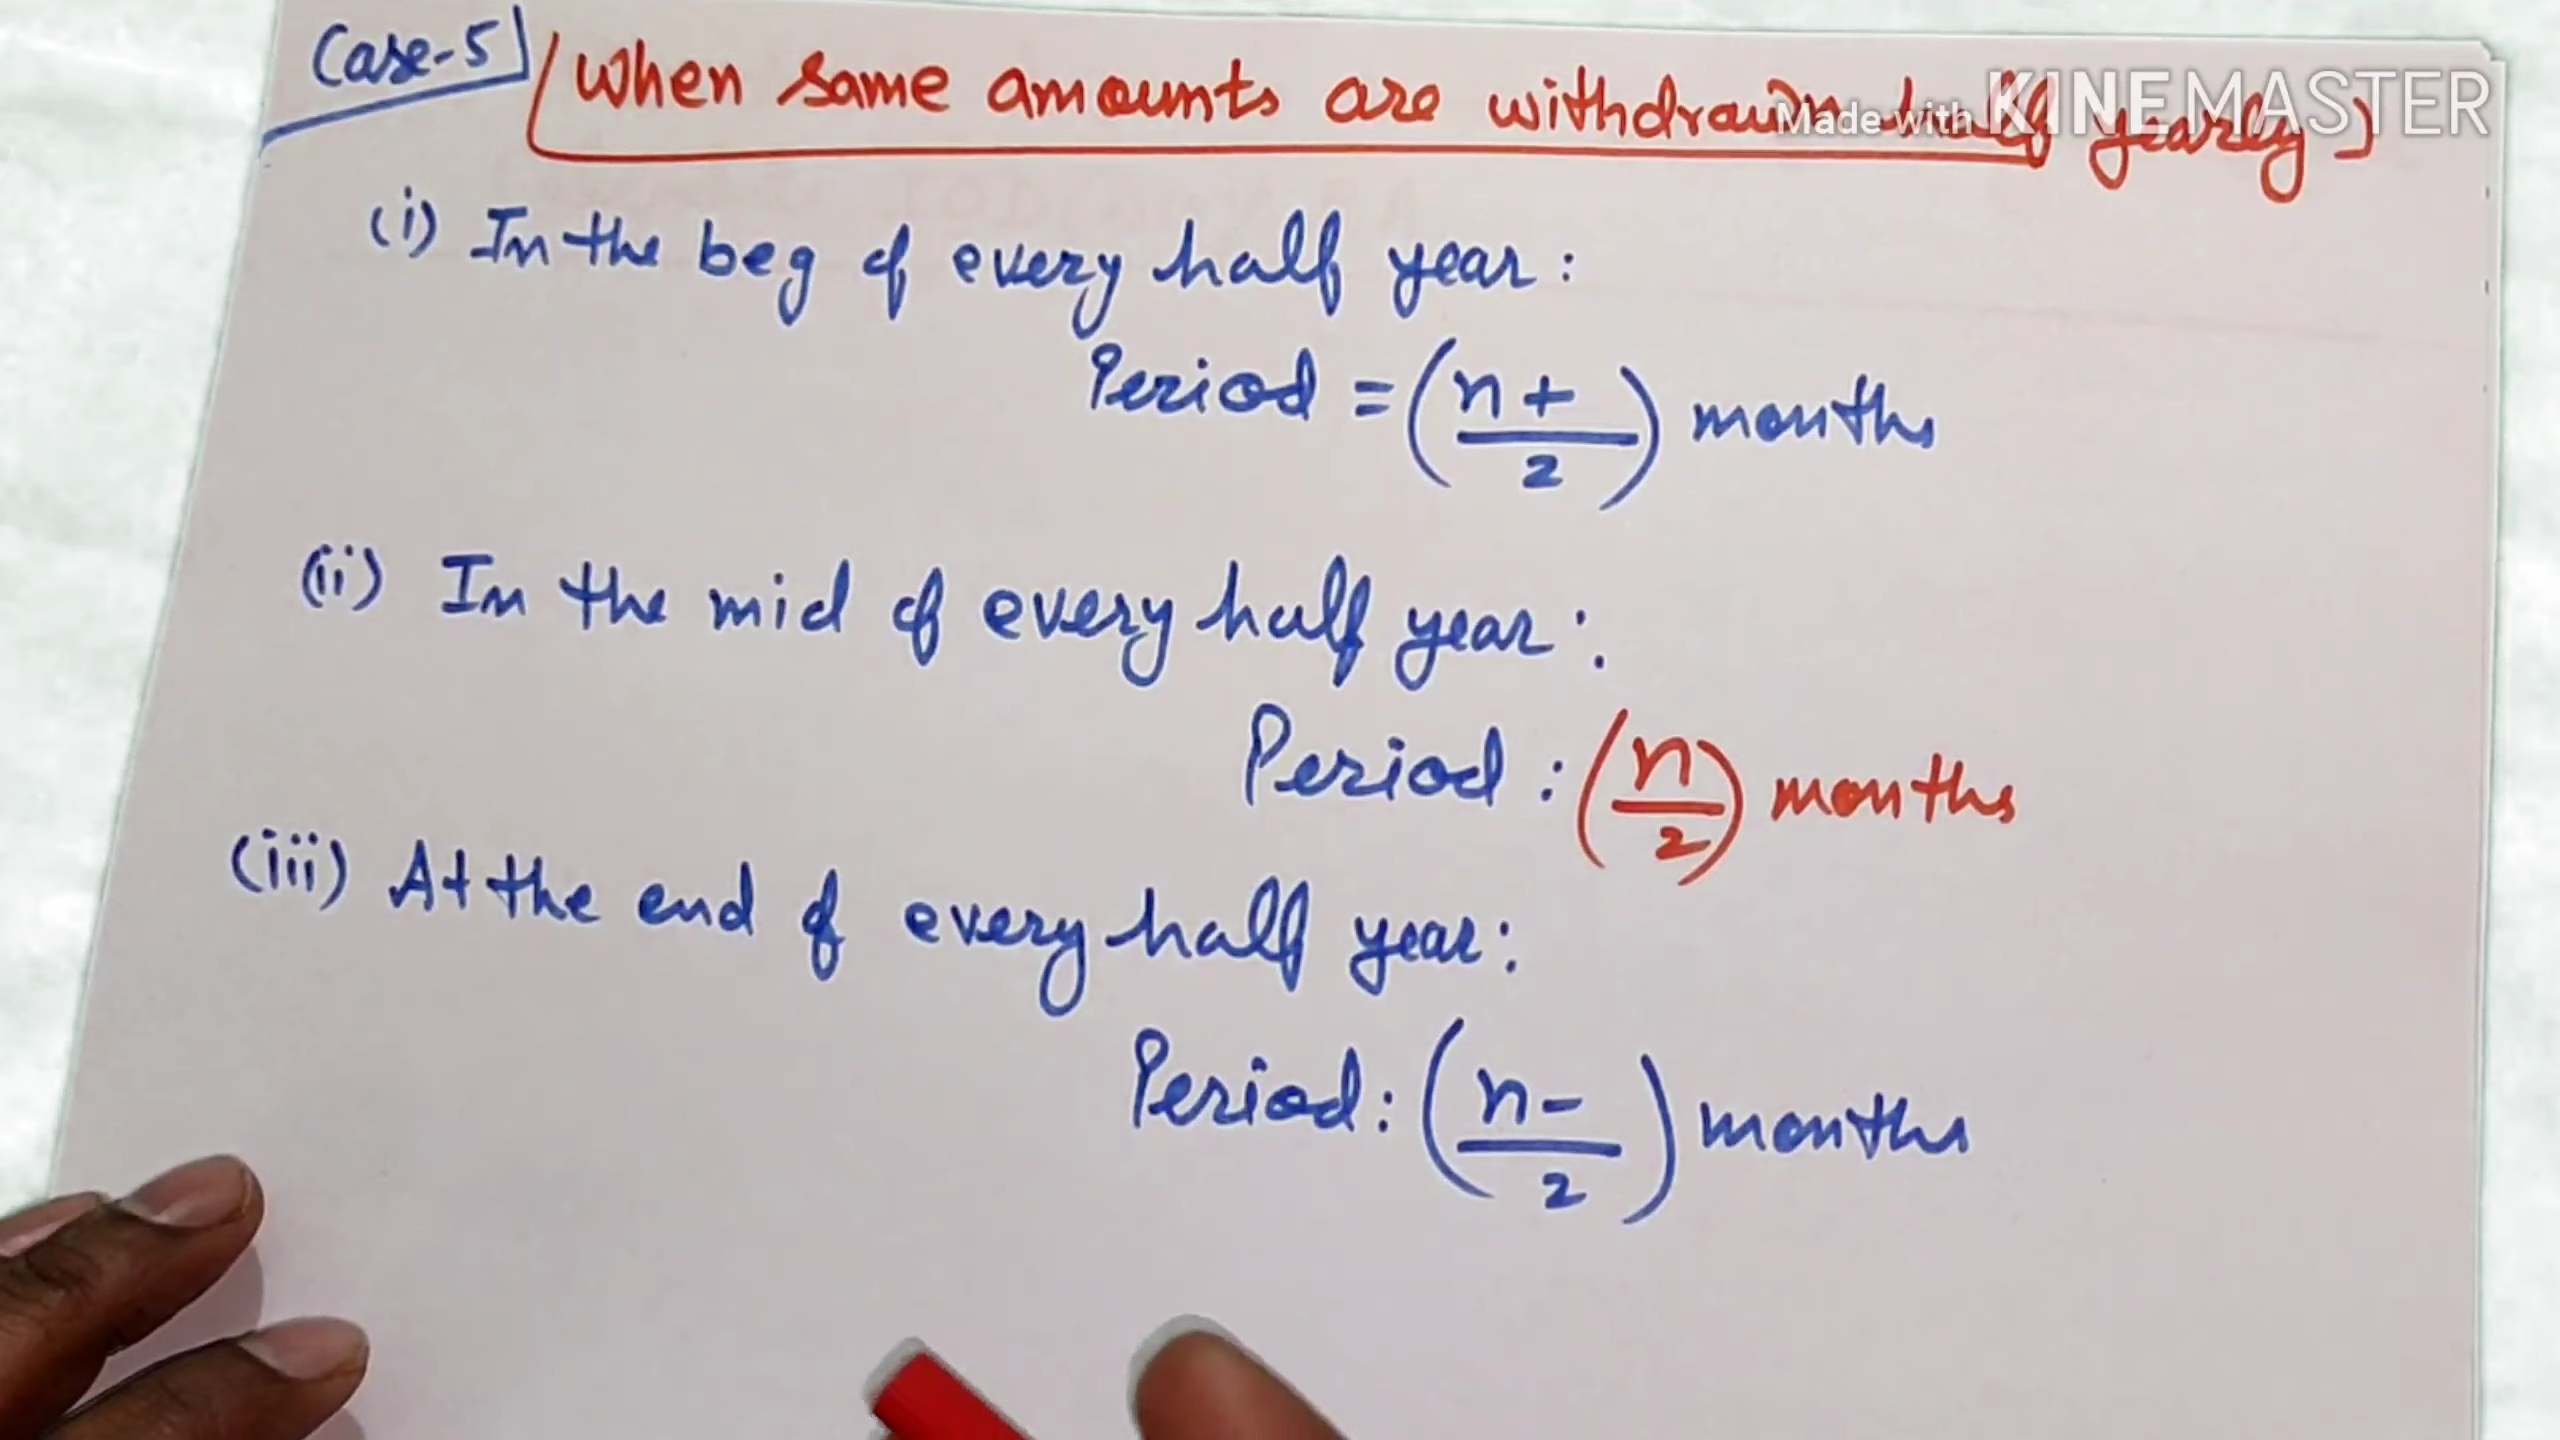 Case-5 [When same amounts are withdrawn half yearly]
Made with KINEMASTER
(i) In the beg of every half year:
Period = (n+/2) months
(ii) In the mid of every half year:
Period : (n/2) months
(iii) At the end of every half year:
Period: (n-/2) months